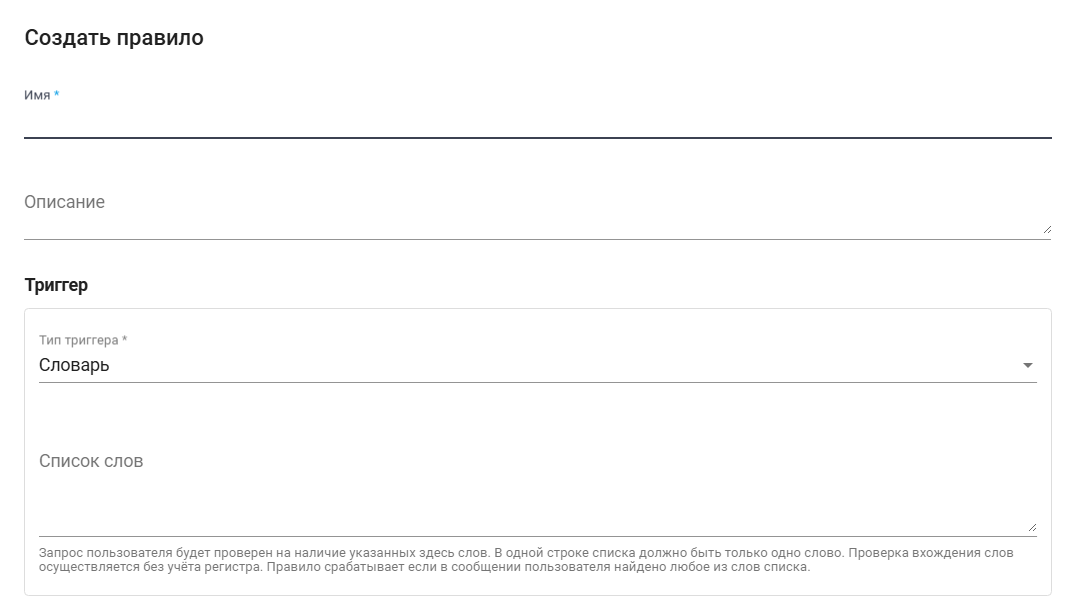 Создать правило
Имя *
Описание
Триггер
Тип триггера *
Словарь
Список слов
Запрос пользователя будет проверен на наличие указанных здесь слов. В одной строке списка должно быть только одно слово. Проверка вхождения слов
осуществляется без учёта регистра. Правило срабатывает если в сообщении пользователя найдено любое из слов списка.